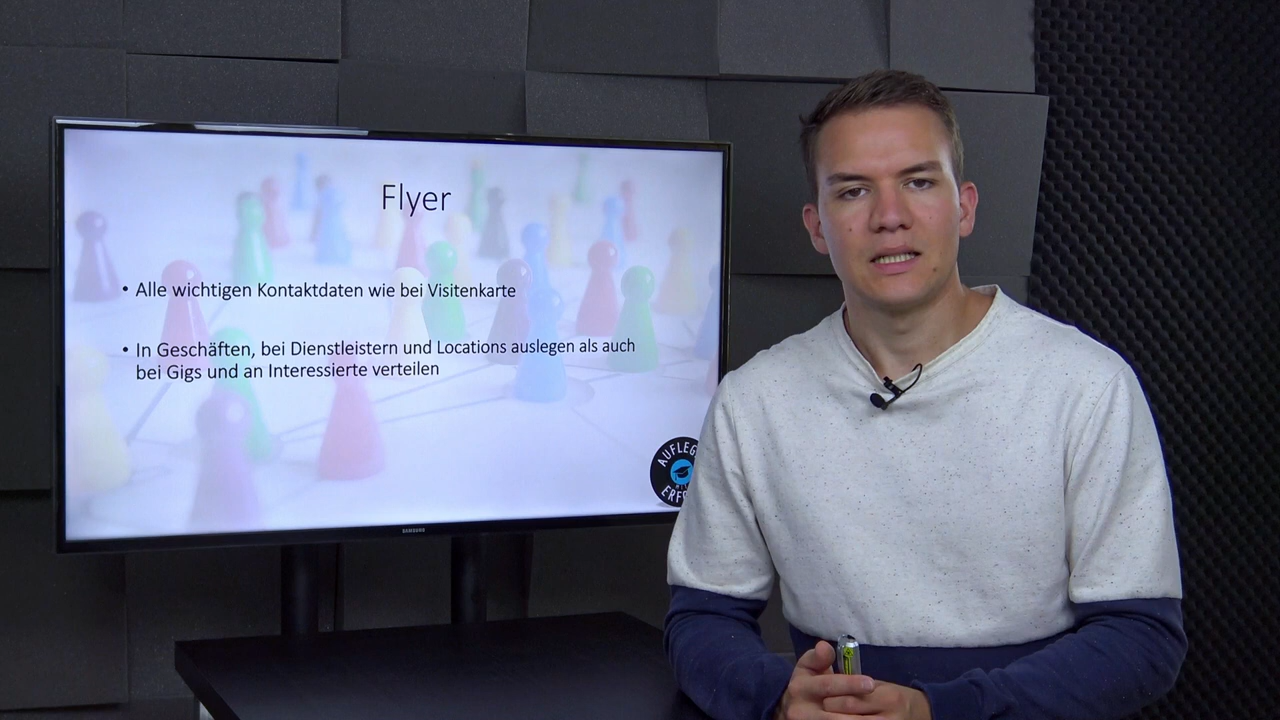 Flyer
• Alle wichtigen Kontaktdaten wie bei Visitenkarte
• In Geschäften, bei Dienstleistern und Locations auslegen als auch
bei Gigs und an Interessierte verteilen
SAMSUNG